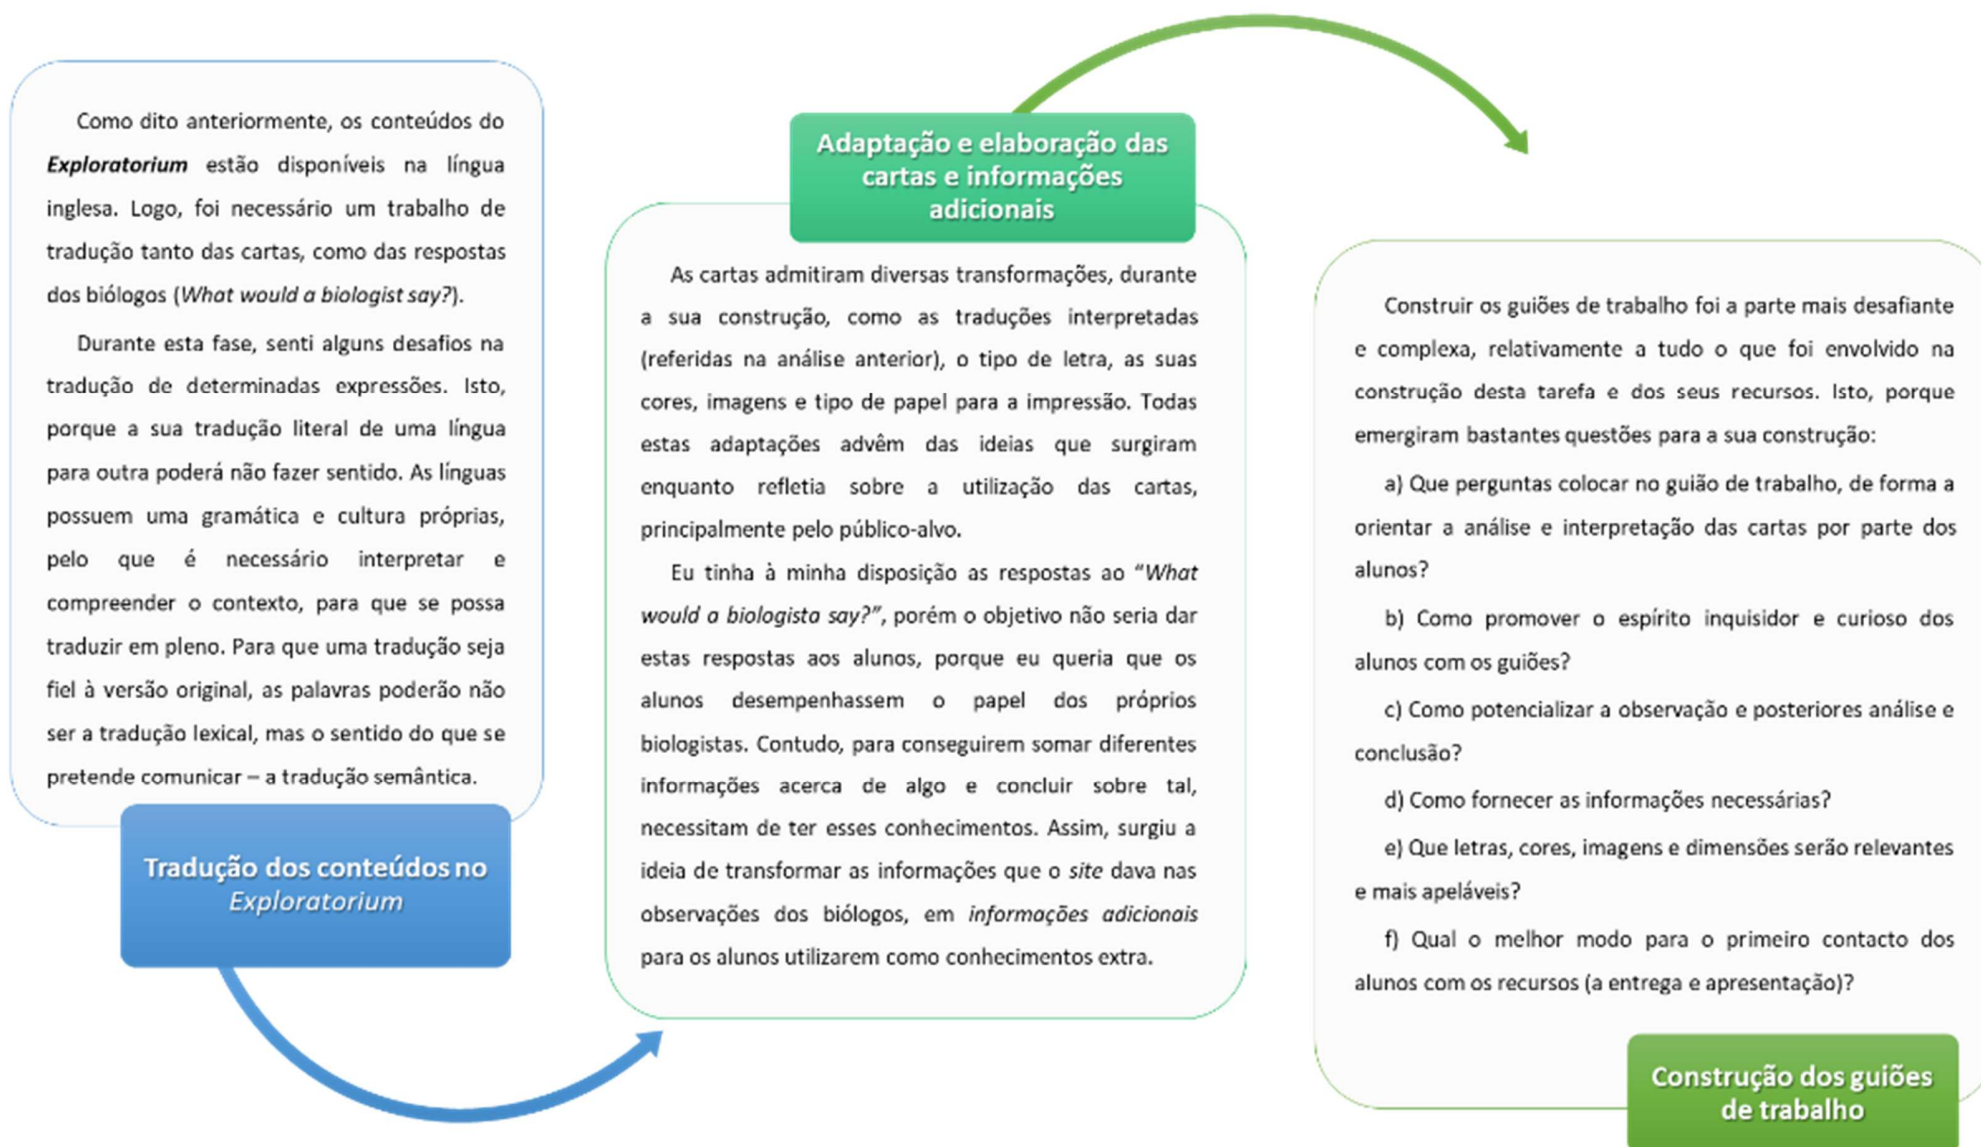 Como dito anteriormente, os conteúdos do
Exploratorium estão disponíveis na língua
inglesa. Logo, foi necessário um trabalho de
tradução tanto das cartas, como das respostas
dos biólogos (What would a biologist say?).
Durante esta fase, senti alguns desafios na
tradução de determinadas expressões. Isto,
porque a sua tradução literal de uma língua
para outra poderá não fazer sentido. As línguas
possuem uma gramática e cultura próprias,
pelo que é necessário interpretar e
compreender o contexto, para que se possa
traduzir em pleno. Para que uma tradução seja
fiel à versão original, as palavras poderão não
ser a tradução lexical, mas o sentido do que se
pretende comunicar – a tradução semântica.
Tradução dos conteúdos no
Exploratorium
Adaptação e elaboração das
cartas e informações
adicionais
As cartas admitiram diversas transformações, durante
a sua construção, como as traduções interpretadas
(referidas na análise anterior), o tipo de letra, as suas
cores, imagens e tipo de papel para a impressão. Todas
estas adaptações advêm das ideias que surgiram
enquanto refletia sobre a utilização das cartas,
principalmente pelo público-alvo.
Eu tinha à minha disposição as respostas ao “What
would a biologista say?”, porém o objetivo não seria dar
estas respostas aos alunos, porque eu queria que os
alunos desempenhassem o papel dos próprios
biologistas. Contudo, para conseguirem somar diferentes
informações acerca de algo e concluir sobre tal,
necessitam de ter esses conhecimentos. Assim, surgiu a
ideia de transformar as informações que o site dava nas
observações dos biólogos, em informações adicionais
para os alunos utilizarem como conhecimentos extra.
Construir os guiões de trabalho foi a parte mais desafiante
e complexa, relativamente a tudo o que foi envolvido na
construção desta tarefa e dos seus recursos. Isto, porque
emergiram bastantes questões para a sua construção:
a) Que perguntas colocar no guião de trabalho, de forma a
orientar a análise e interpretação das cartas por parte dos
alunos?
b) Como promover o espírito inquisidor e curioso dos
alunos com os guiões?
c) Como potencializar a observação e posteriores análise e
conclusão?
d) Como fornecer as informações necessárias?
e) Que letras, cores, imagens e dimensões serão relevantes
e mais apeláveis?
f) Qual o melhor modo para o primeiro contacto dos
alunos com os recursos (a entrega e apresentação)?
Construção dos guiões
de trabalho